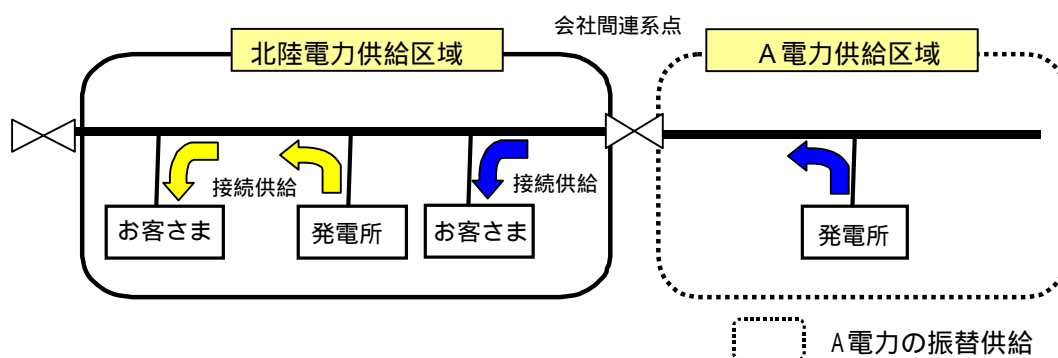 会社間連系点
北陸電力供給区域
A電力供給区域
接続供給
接続供給
お客さま
発電所
お客さま
発電所
A電力の振替供給